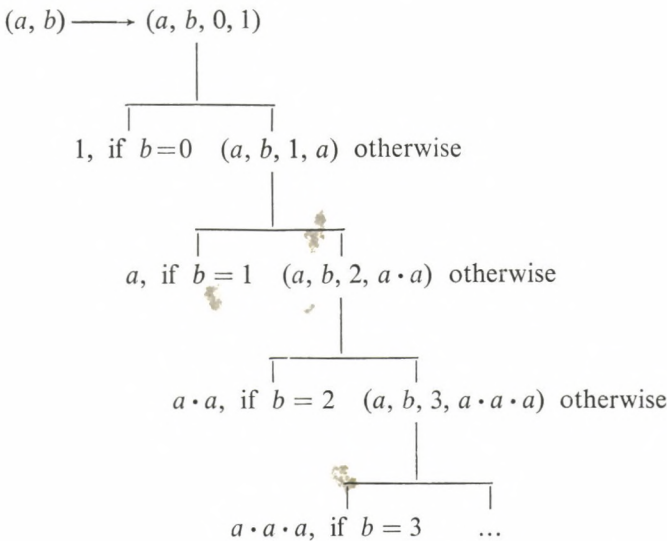 (a, b) ⟶ (a, b, 0, 1)
1, if b=0 (a, b, 1, a) otherwise
a, if b = 1 (a, b, 2, a · a) otherwise
a · a, if b = 2 (a, b, 3, a · a · a) otherwise
a · a · a, if b = 3 ...